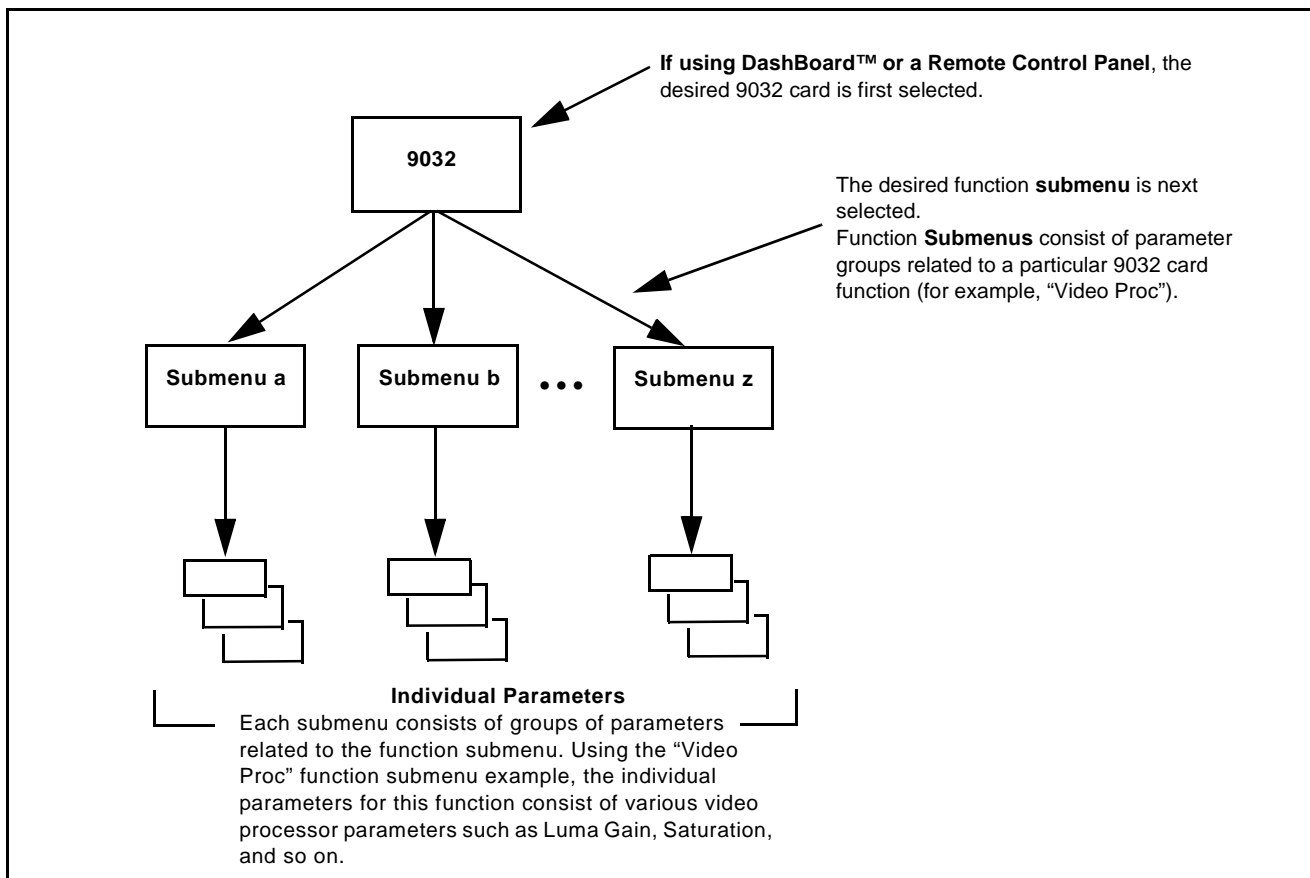 If using DashBoard™ or a Remote Control Panel, the
desired 9032 card is first selected.
9032
The desired function submenu is next
selected.
Function Submenus consist of parameter
groups related to a particular 9032 card
function (for example, “Video Proc”).
Submenu a
Submenu b
•••
Submenu z
Individual Parameters
Each submenu consists of groups of parameters
related to the function submenu. Using the “Video
Proc” function submenu example, the individual
parameters for this function consist of various video
processor parameters such as Luma Gain, Saturation,
and so on.